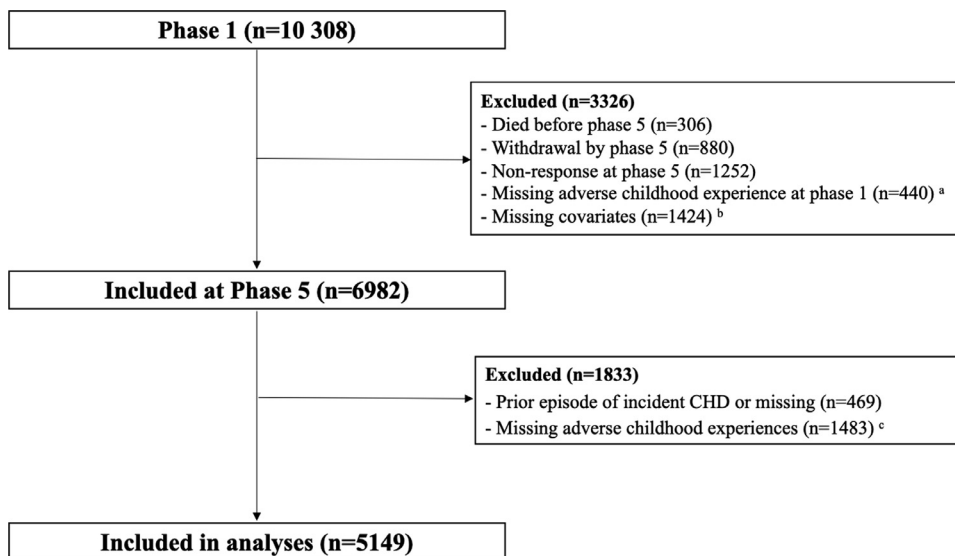 Phase 1 (n=10 308)
Excluded (n=3326)
- Died before phase 5 (n=306)
- Withdrawal by phase 5 (n=880)
- Non-response at phase 5 (n=1252)
- Missing adverse childhood experience at phase 1 (n=440) a
- Missing covariates (n=1424) b
Included at Phase 5 (n=6982)
Excluded (n=1833)
- Prior episode of incident CHD or missing (n=469)
- Missing adverse childhood experiences (n=1483) c
Included in analyses (n=5149)